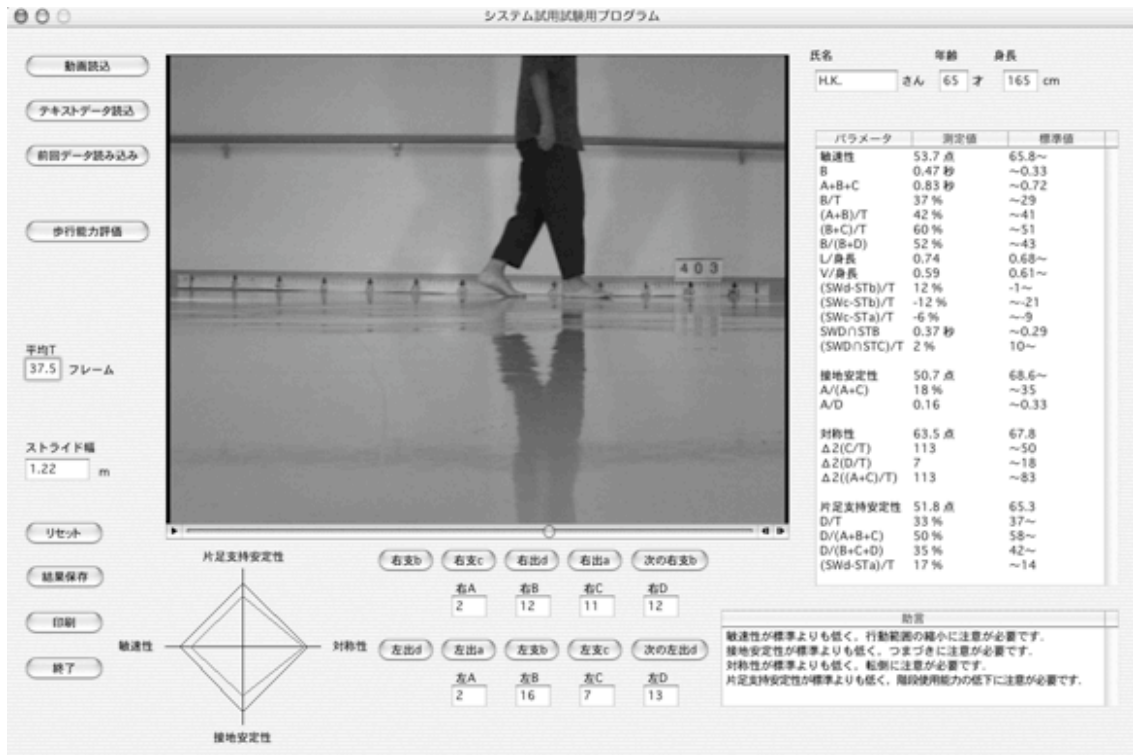 システム試用試験用プログラム
動画読込
テキストデータ読込
前回データ読み込み
歩行能力評価
平均T
37.5 フレーム
ストライド幅
1.22 m
リセット
結果保存
印刷
終了
403
氏名 年齢 身長
H.K. さん 65 才 165 cm
パラメータ 測定値 標準値
敏速性 53.7 点 65.8~
B 0.47 秒 ~0.33
A+B+C 0.83 秒 ~0.72
B/T 37 % ~29
(A+B)/T 42 % ~41
(B+C)/T 60 % ~51
B/(B+D) 52 % ~43
L/身長 0.74 0.68~
V/身長 0.59 0.61~
(SWd-STb)/T 12 % -1~
(SWc-STb)/T -12 % ~-21
(SWc-STa)/T -6 % ~-9
SWD∩STB 0.37 秒 ~0.29
(SWD∩STC)/T 2 % 10~
接地安定性 50.7 点 68.6~
A/(A+C) 18 % ~35
A/D 0.16 ~0.33
対称性 63.5 点 67.8
Δ2(C/T) 113 ~50
Δ2(D/T) 7 ~18
Δ2((A+C)/T) 113 ~83
片足支持安定性 51.8 点 65.3
D/T 33 % 37~
D/(A+B+C) 50 % 58~
D/(B+C+D) 35 % 42~
(SWd-STa)/T 17 % ~14
片足支持安定性
敏速性
対称性
接地安定性
右支b 右支c 右出d 右出a 次の右支b
右A 右B 右C 右D
2 12 11 12
左出d 左出a 左支b 左支c 次の左出d
左A 左B 左C 左D
2 16 7 13
助言
敏速性が標準よりも低く，行動範囲の縮小に注意が必要です．
接地安定性が標準よりも低く，つまづきに注意が必要です．
対称性が標準よりも低く，転倒に注意が必要です．
片足支持安定性が標準よりも低く，階段使用能力の低下に注意が必要です．